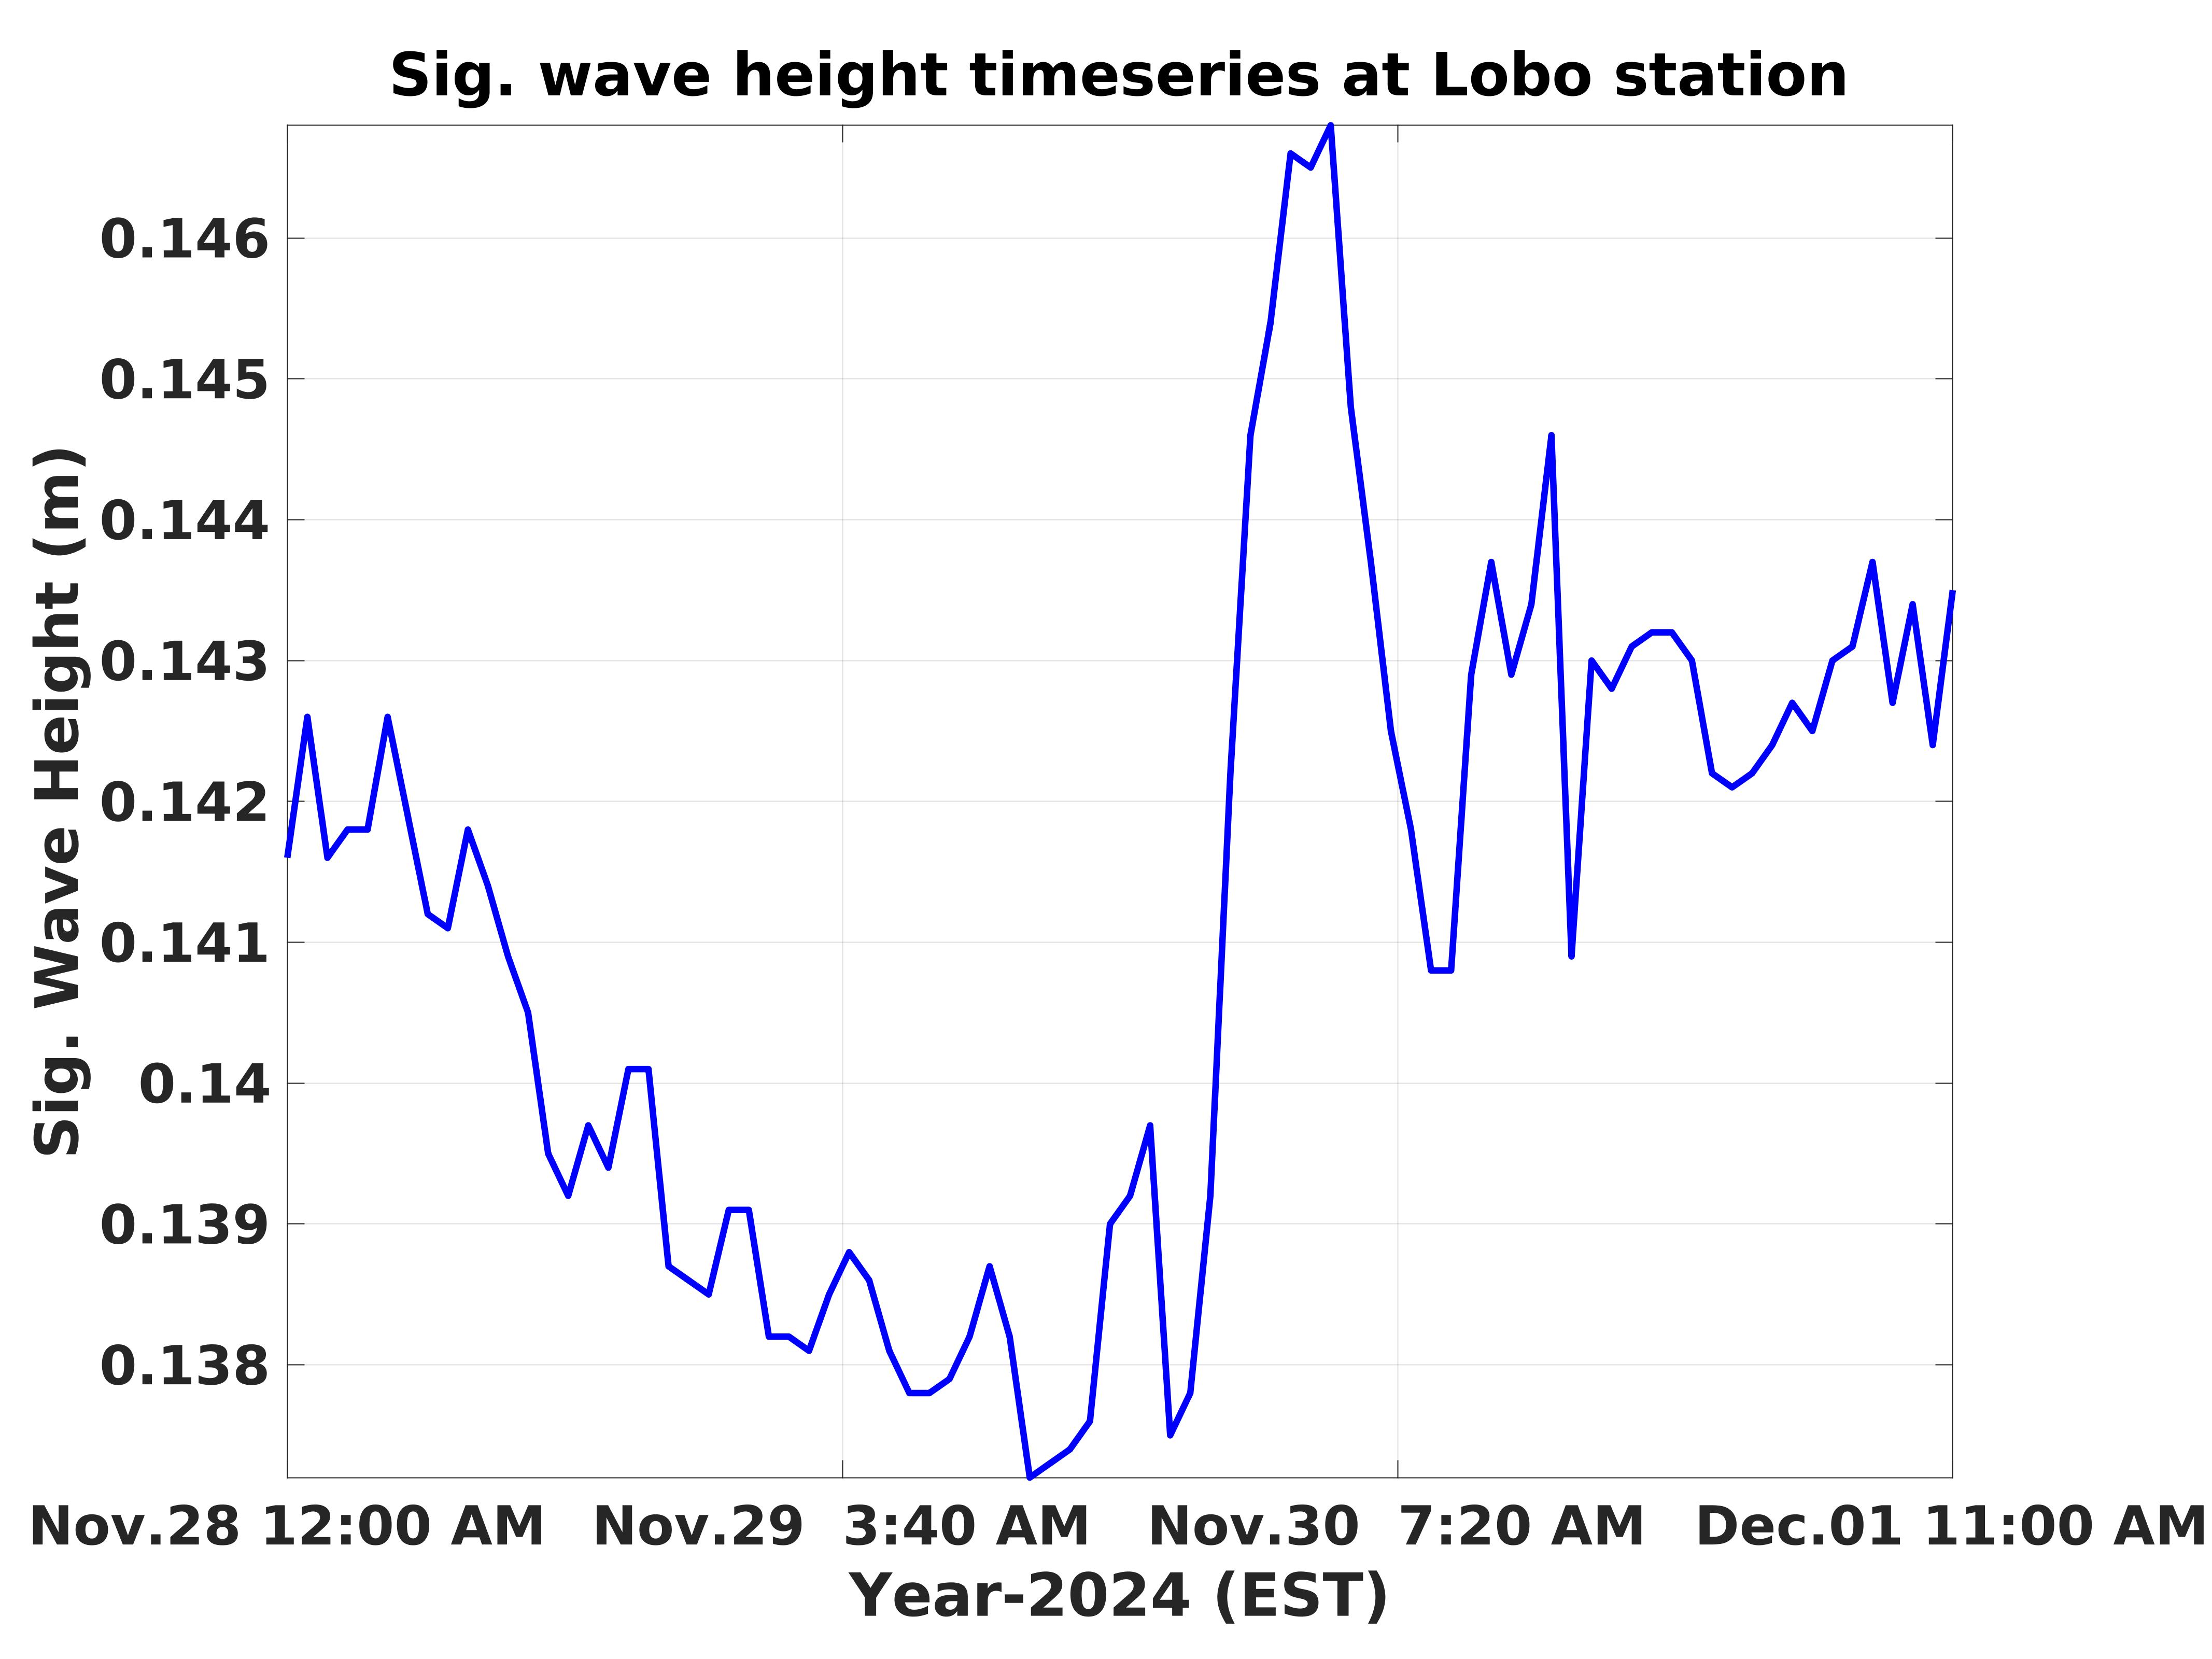 Sig. wave height timeseries at Lobo station
Sig. Wave Height (m)
0.146
0.145
0.144
0.143
0.142
0.141
0.14
0.139
0.138
Nov.28 12:00 AM Nov.29 3:40 AM Nov.30 7:20 AM Dec.01 11:00 AM
Year-2024 (EST)